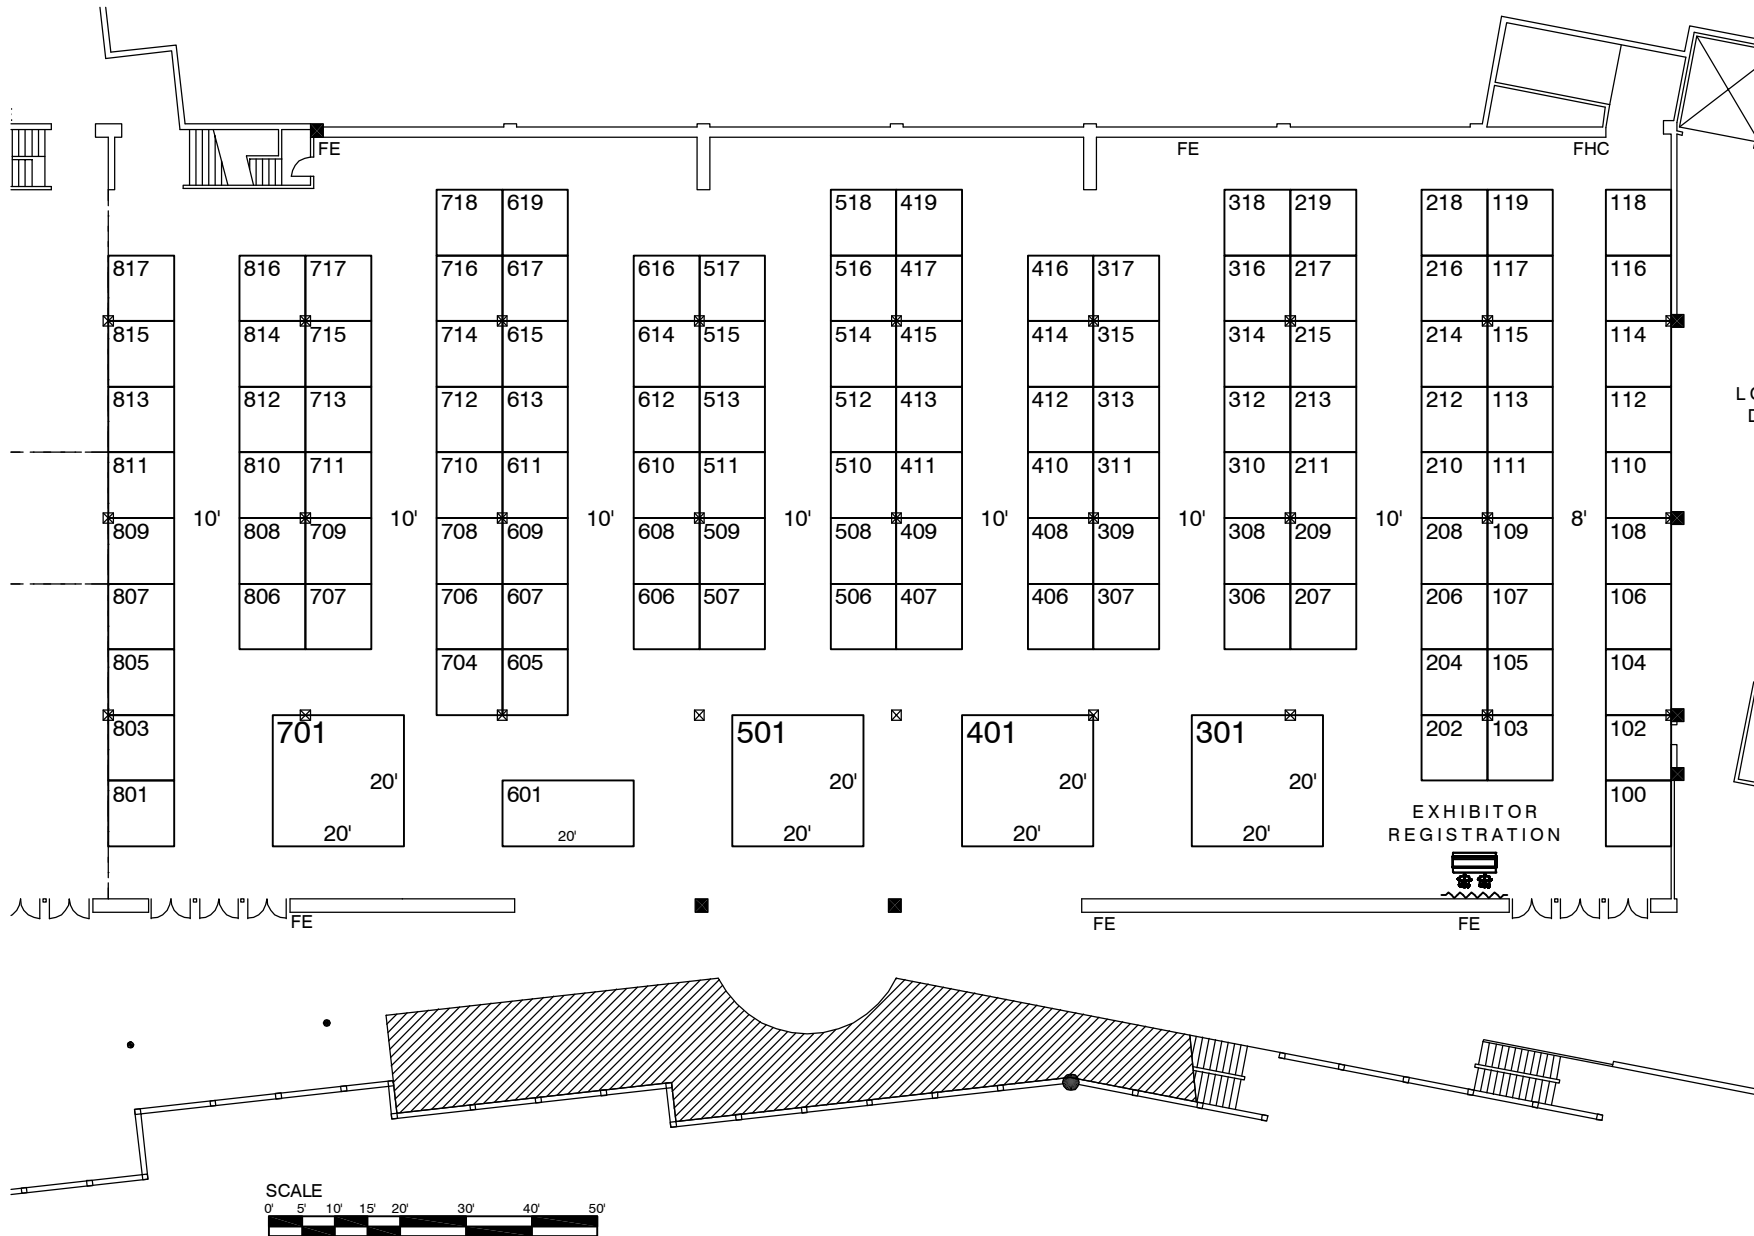 FE FE FHC
718 619 518 419 318 219 218 119 118
817 816 717 716 617 616 517 516 417 416 317 316 217 216 117 116
815 814 715 714 615 614 515 514 415 414 315 314 215 214 115 114
813 812 713 712 613 612 513 512 413 412 313 312 213 212 113 112
811 810 711 710 611 610 511 510 411 410 311 310 211 210 111 110
10' 10' 10' 10' 10' 10' 10' 8'
809 808 709 708 609 608 509 508 409 408 309 308 209 208 109 108
807 806 707 706 607 606 507 506 407 406 307 306 207 206 107 106
805 704 605 204 105 104
803 701 501 401 301 202 103 102
20' 20' 20' 20'
801 601 100
20' 20' 20' 20' 20'
EXHIBITOR
REGISTRATION
FE FE FE
SCALE
0' 5' 10' 15' 20' 30' 40' 50'